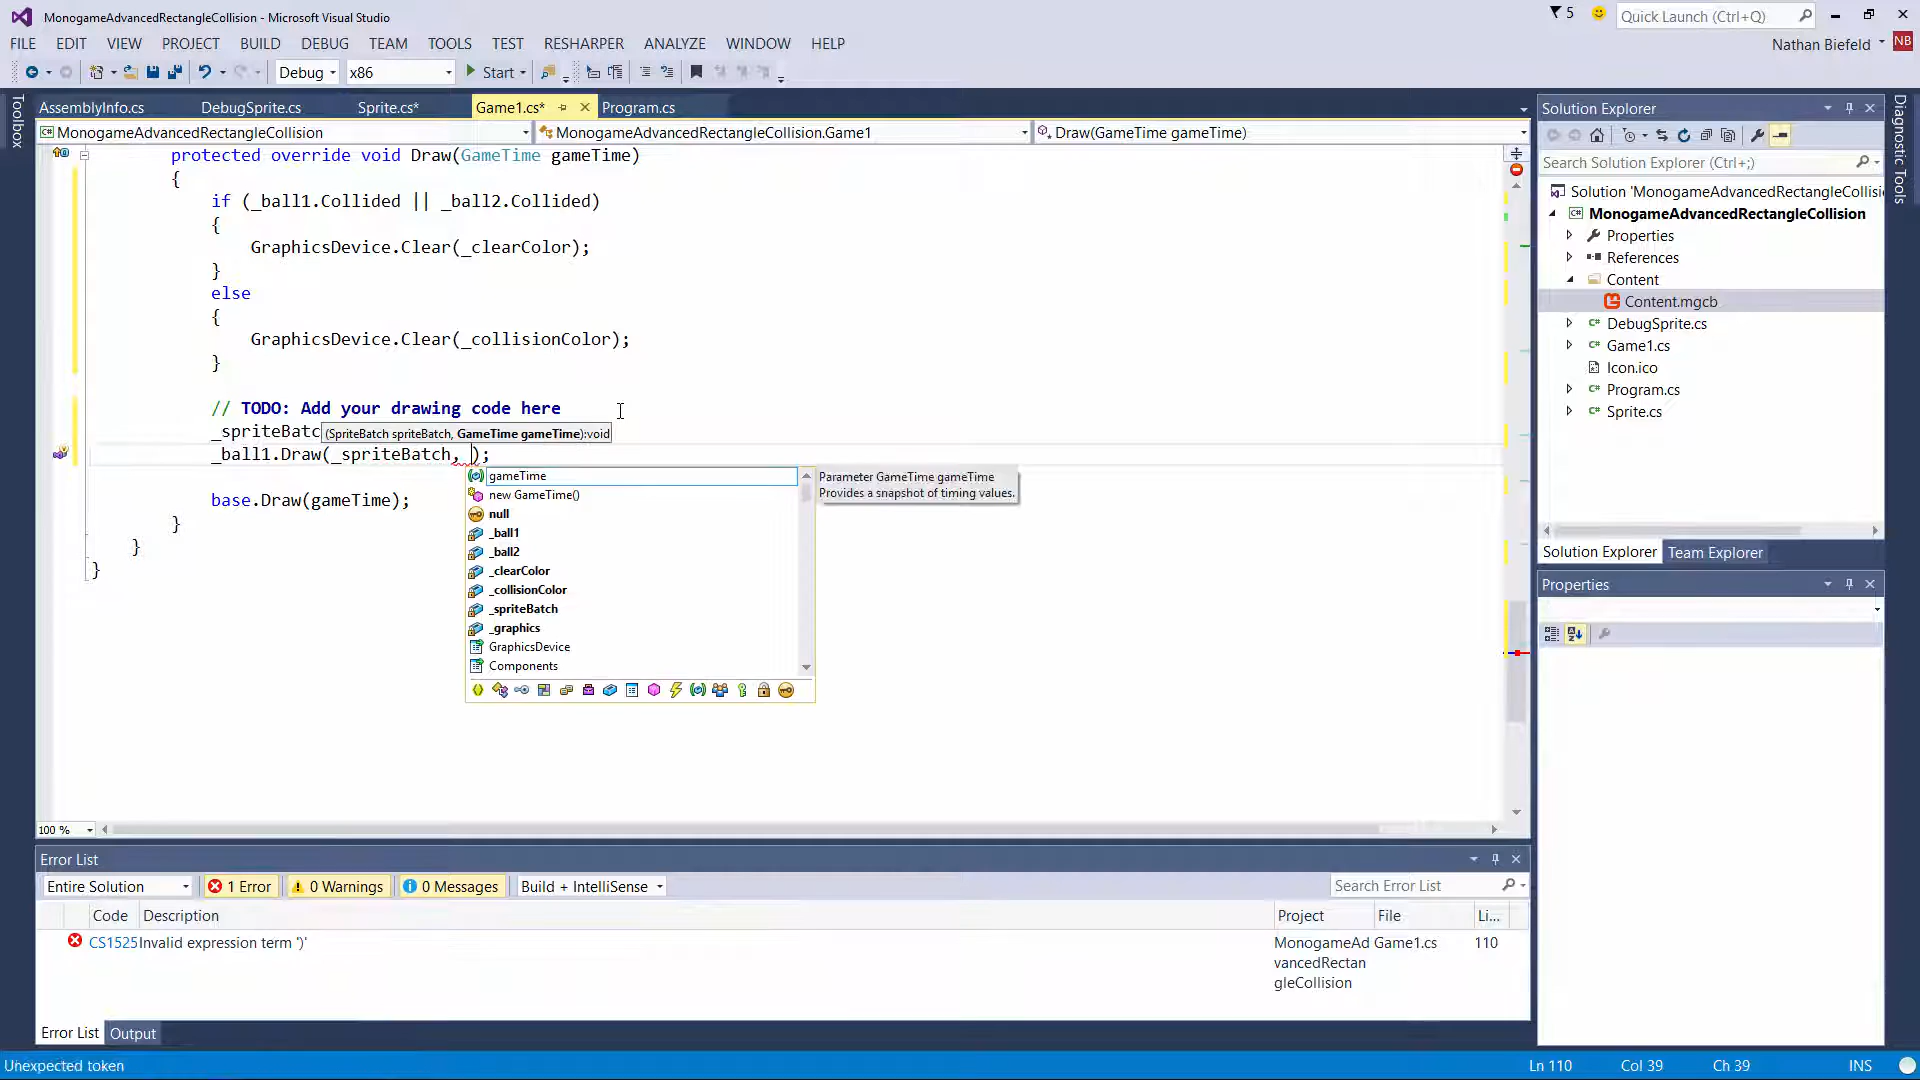 MonogameAdvancedRectangleCollision - Microsoft Visual Studio
5
Quick Launch (Ctrl+Q)
FILE EDIT VIEW PROJECT BUILD DEBUG TEAM TOOLS TEST RESHARPER ANALYZE WINDOW HELP
Nathan Biefeld
NB
Debug
x86
Start
Toolbox
AssemblyInfo.cs
DebugSprite.cs
Sprite.cs*
Game1.cs*
Program.cs
MonogameAdvancedRectangleCollision
MonogameAdvancedRectangleCollision.Game1
Draw(GameTime gameTime)
protected override void Draw(GameTime gameTime)
{
if (_ball1.Collided || _ball2.Collided)
{
GraphicsDevice.Clear(_clearColor);
}
else
{
GraphicsDevice.Clear(_collisionColor);
}
// TODO: Add your drawing code here
_spriteBatc
(SpriteBatch spriteBatch, GameTime gameTime):void
_ball1.Draw(_spriteBatch, );
base.Draw(gameTime);
}
}
}
gameTime
new GameTime()
null
_ball1
_ball2
_clearColor
_collisionColor
_spriteBatch
_graphics
GraphicsDevice
Components
Parameter GameTime gameTime
Provides a snapshot of timing values.
100 %
Solution Explorer
Search Solution Explorer (Ctrl+;)
Solution 'MonogameAdvancedRectangleCollisi
MonogameAdvancedRectangleCollision
Properties
References
Content
Content.mgcb
DebugSprite.cs
Game1.cs
Icon.ico
Program.cs
Sprite.cs
Solution Explorer
Team Explorer
Properties
Diagnostic Tools
Error List
Entire Solution
1 Error
0 Warnings
0 Messages
Build + IntelliSense
Search Error List
Code
Description
Project
File
Li...
CS1525
Invalid expression term ')'
MonogameAd
vancedRectan
gleCollision
Game1.cs
110
Error List
Output
Unexpected token
Ln 110
Col 39
Ch 39
INS